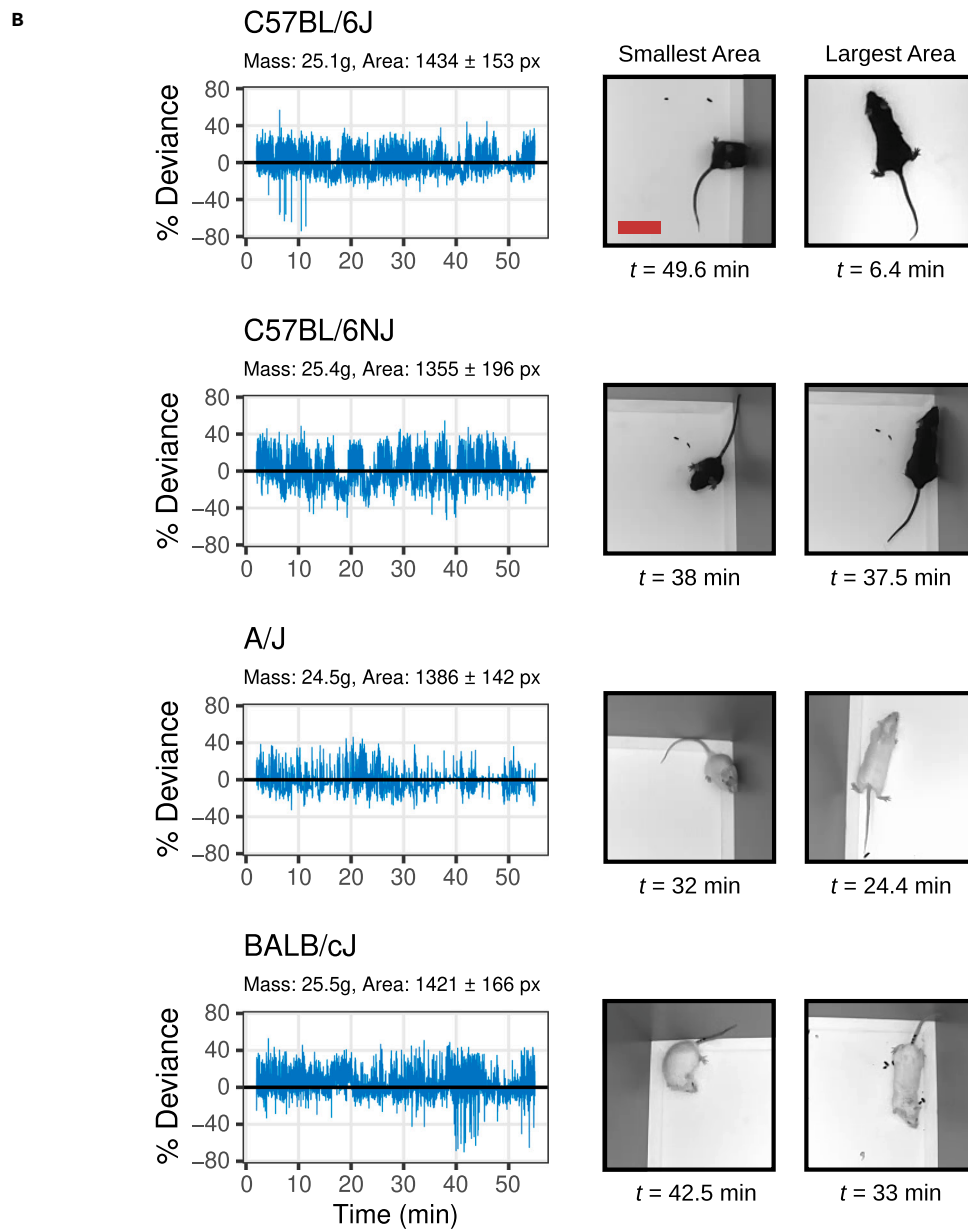 B
C57BL/6J
Mass: 25.1g, Area: 1434 ± 153 px
Smallest Area
Largest Area
% Deviance
80
40
0
−40
−80
0 10 20 30 40 50
t = 49.6 min
t = 6.4 min
C57BL/6NJ
Mass: 25.4g, Area: 1355 ± 196 px
% Deviance
80
40
0
−40
−80
0 10 20 30 40 50
t = 38 min
t = 37.5 min
A/J
Mass: 24.5g, Area: 1386 ± 142 px
% Deviance
80
40
0
−40
−80
0 10 20 30 40 50
t = 32 min
t = 24.4 min
BALB/cJ
Mass: 25.5g, Area: 1421 ± 166 px
% Deviance
80
40
0
−40
−80
0 10 20 30 40 50
Time (min)
t = 42.5 min
t = 33 min